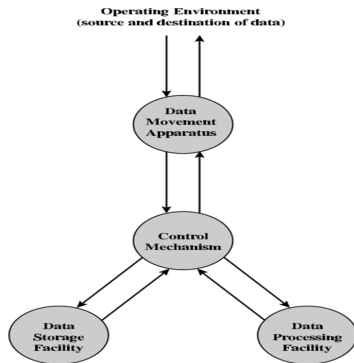 Operating Environment
(source and destination of data)
Data
Movement
Apparatus
Control
Mechanism
Data
Storage
Facility
Data
Processing
Facility